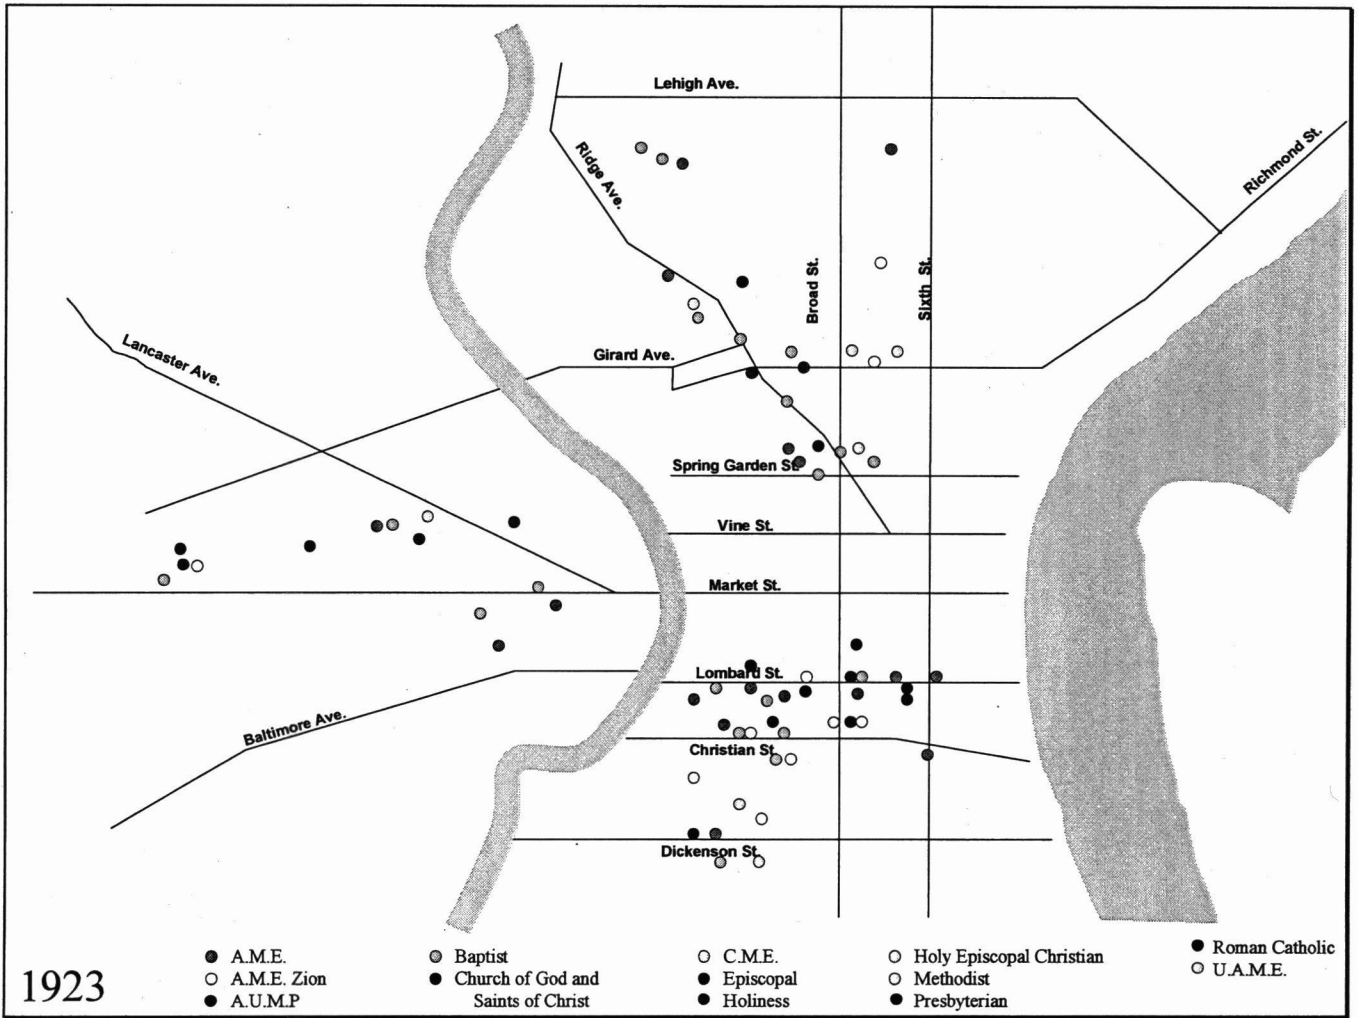 Lehigh Ave.
Ridge Ave.
Richmond St.
Broad St.
Sixth St.
Lancaster Ave.
Girard Ave.
Spring Garden St.
Vine St.
Market St.
Lombard St.
Baltimore Ave.
Christian St.
Dickenson St.
1923
A.M.E.
A.M.E. Zion
A.U.M.P
Baptist
Church of God and
Saints of Christ
C.M.E.
Episcopal
Holiness
Holy Episcopal Christian
Methodist
Presbyterian
Roman Catholic
U.A.M.E.